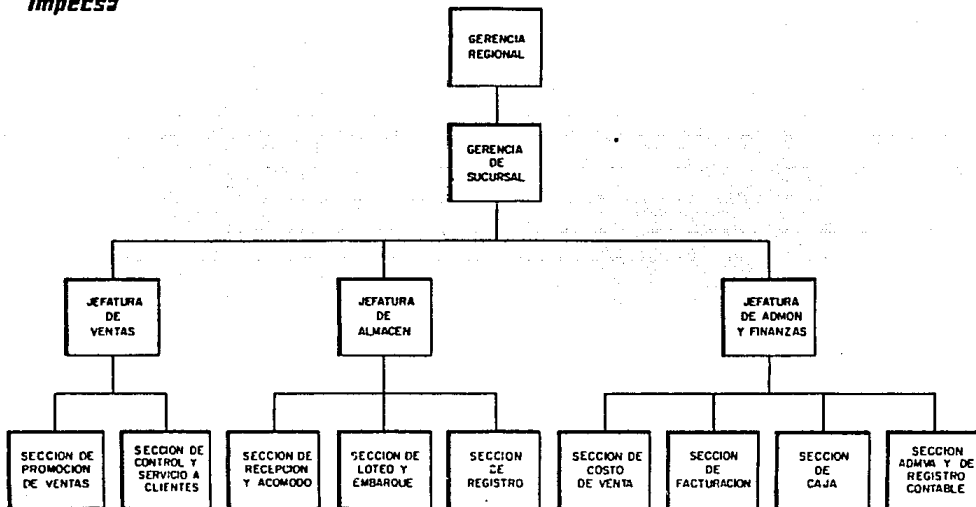 Impecsa
GERENCIA
REGIONAL
GERENCIA
DE
SUCURSAL
JEFATURA
DE
VENTAS
JEFATURA
DE
ALMACEN
JEFATURA
DE ADMON
Y FINANZAS
SECCION DE
PROMOCION
DE VENTAS
SECCION DE
CONTROL Y
SERVICIO A
CLIENTES
SECCION DE
RECEPCION
Y ACOMODO
SECCION DE
LOTEO Y
EMBARQUE
SECCION
DE
REGISTRO
SECCION DE
COSTO
DE VENTA
SECCION
DE
FACTURACION
SECCION
DE
CAJA
SECCION
ADMVA Y DE
REGISTRO
CONTABLE